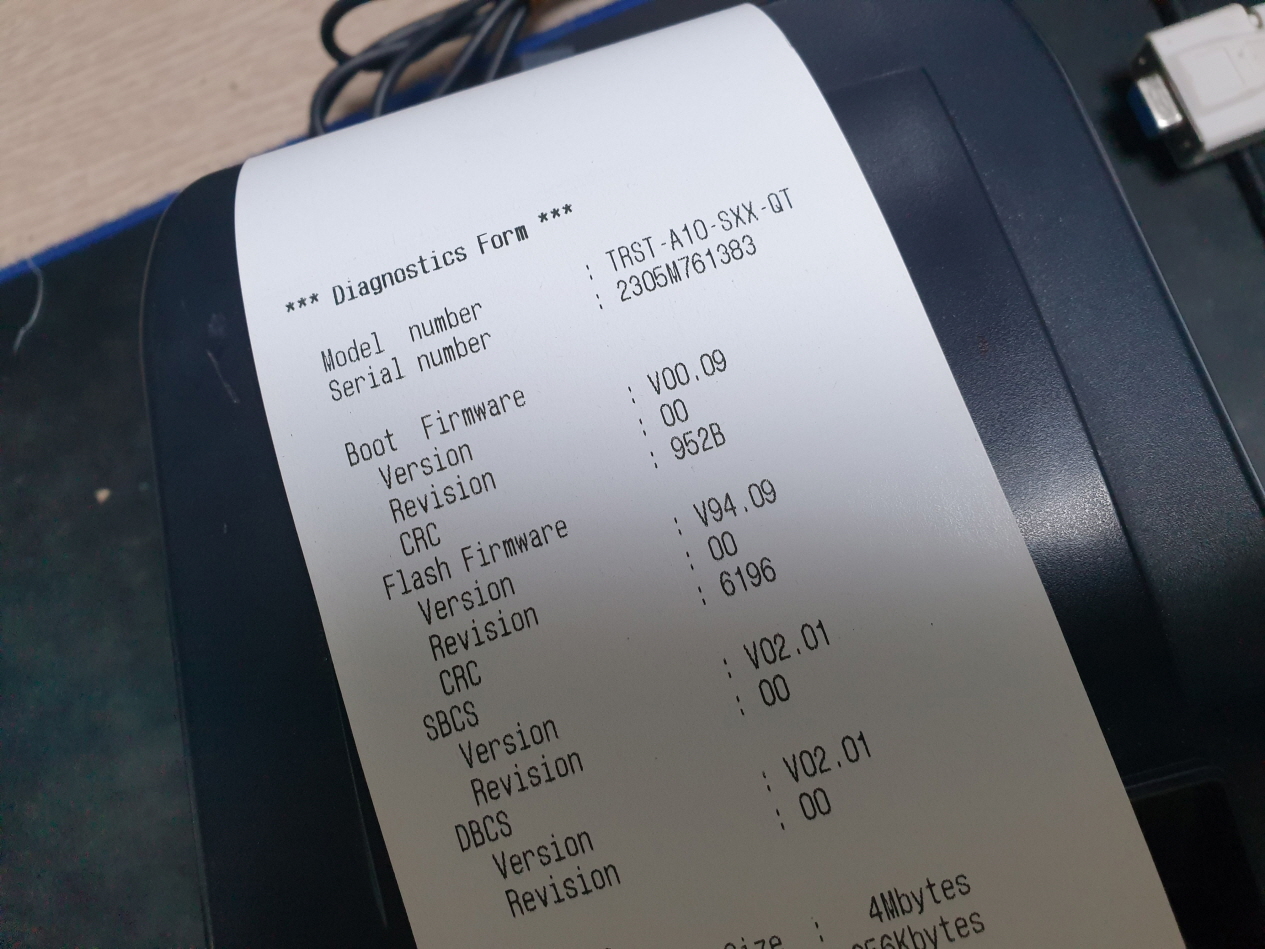 *** Diagnostics Form ***
Model number : TRST-A10-SXX-QT
Serial number : 2305M761383
Boot Firmware
Version : V00.09
Revision : 00
CRC : 952B
Flash Firmware
Version : V94.09
Revision : 00
CRC : 6196
SBCS
Version : V02.01
Revision : 00
DBCS
Version : V02.01
Revision : 00
Size : 4Mbytes